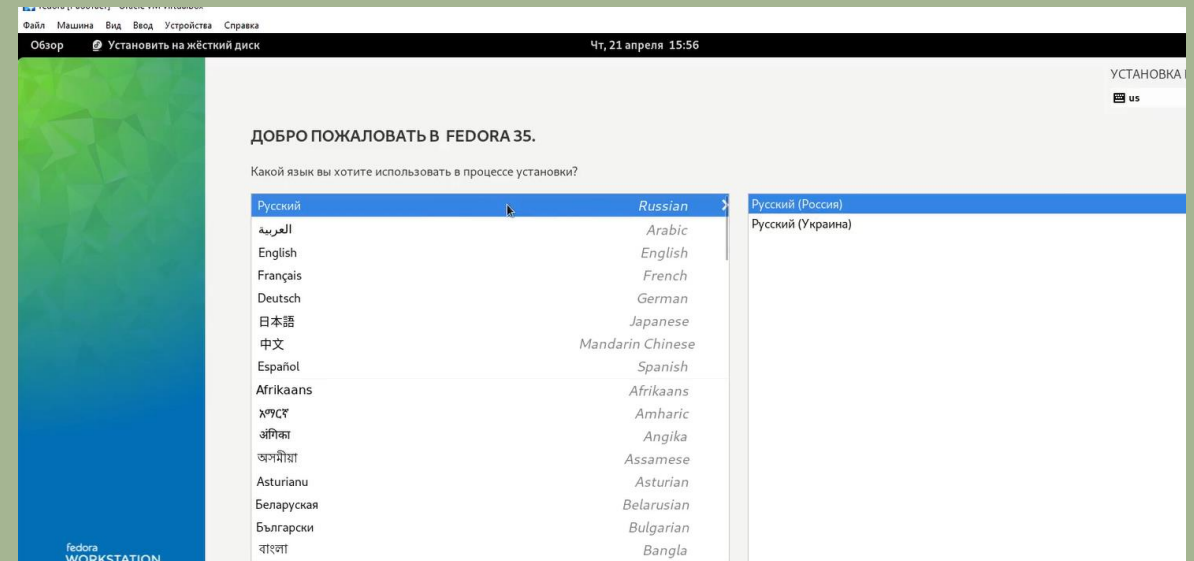 Файл Машина Вид Ввод Устройства Справка
Обзор Установить на жёсткий диск Чт, 21 апреля 15:56
УСТАНОВКА
us
ДОБРО ПОЖАЛОВАТЬ В FEDORA 35.
Какой язык вы хотите использовать в процессе установки?
Русский Russian
العربية Arabic
English English
Français French
Deutsch German
日本語 Japanese
中文 Mandarin Chinese
Español Spanish
Afrikaans Afrikaans
አማርኛ Amharic
अंगिका Angika
অসমীয়া Assamese
Asturianu Asturian
Беларуская Belarusian
Български Bulgarian
বাংলা Bangla
Русский (Россия)
Русский (Украина)
fedora
WORKSTATION